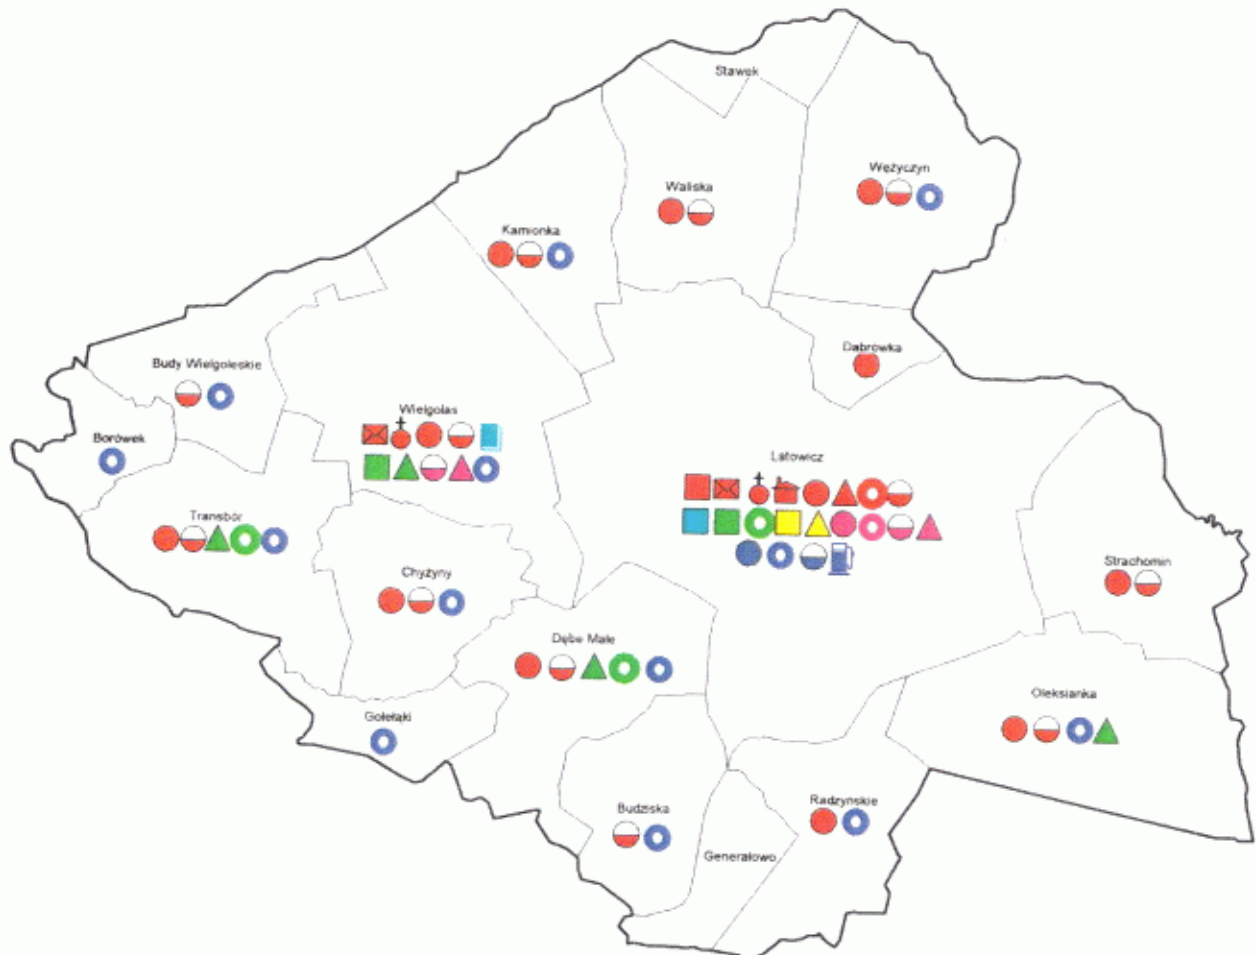 Stawek
Wężyczyn
Waliska
Kamionka
Dąbrówka
Budy Wielgoleskie
Wielgolas
Borówek
Latowicz
Transbór
Strachomin
Chyżyny
Dębe Małe
Oleksianka
Gołełąki
Radzyńskie
Budziska
Generałowo